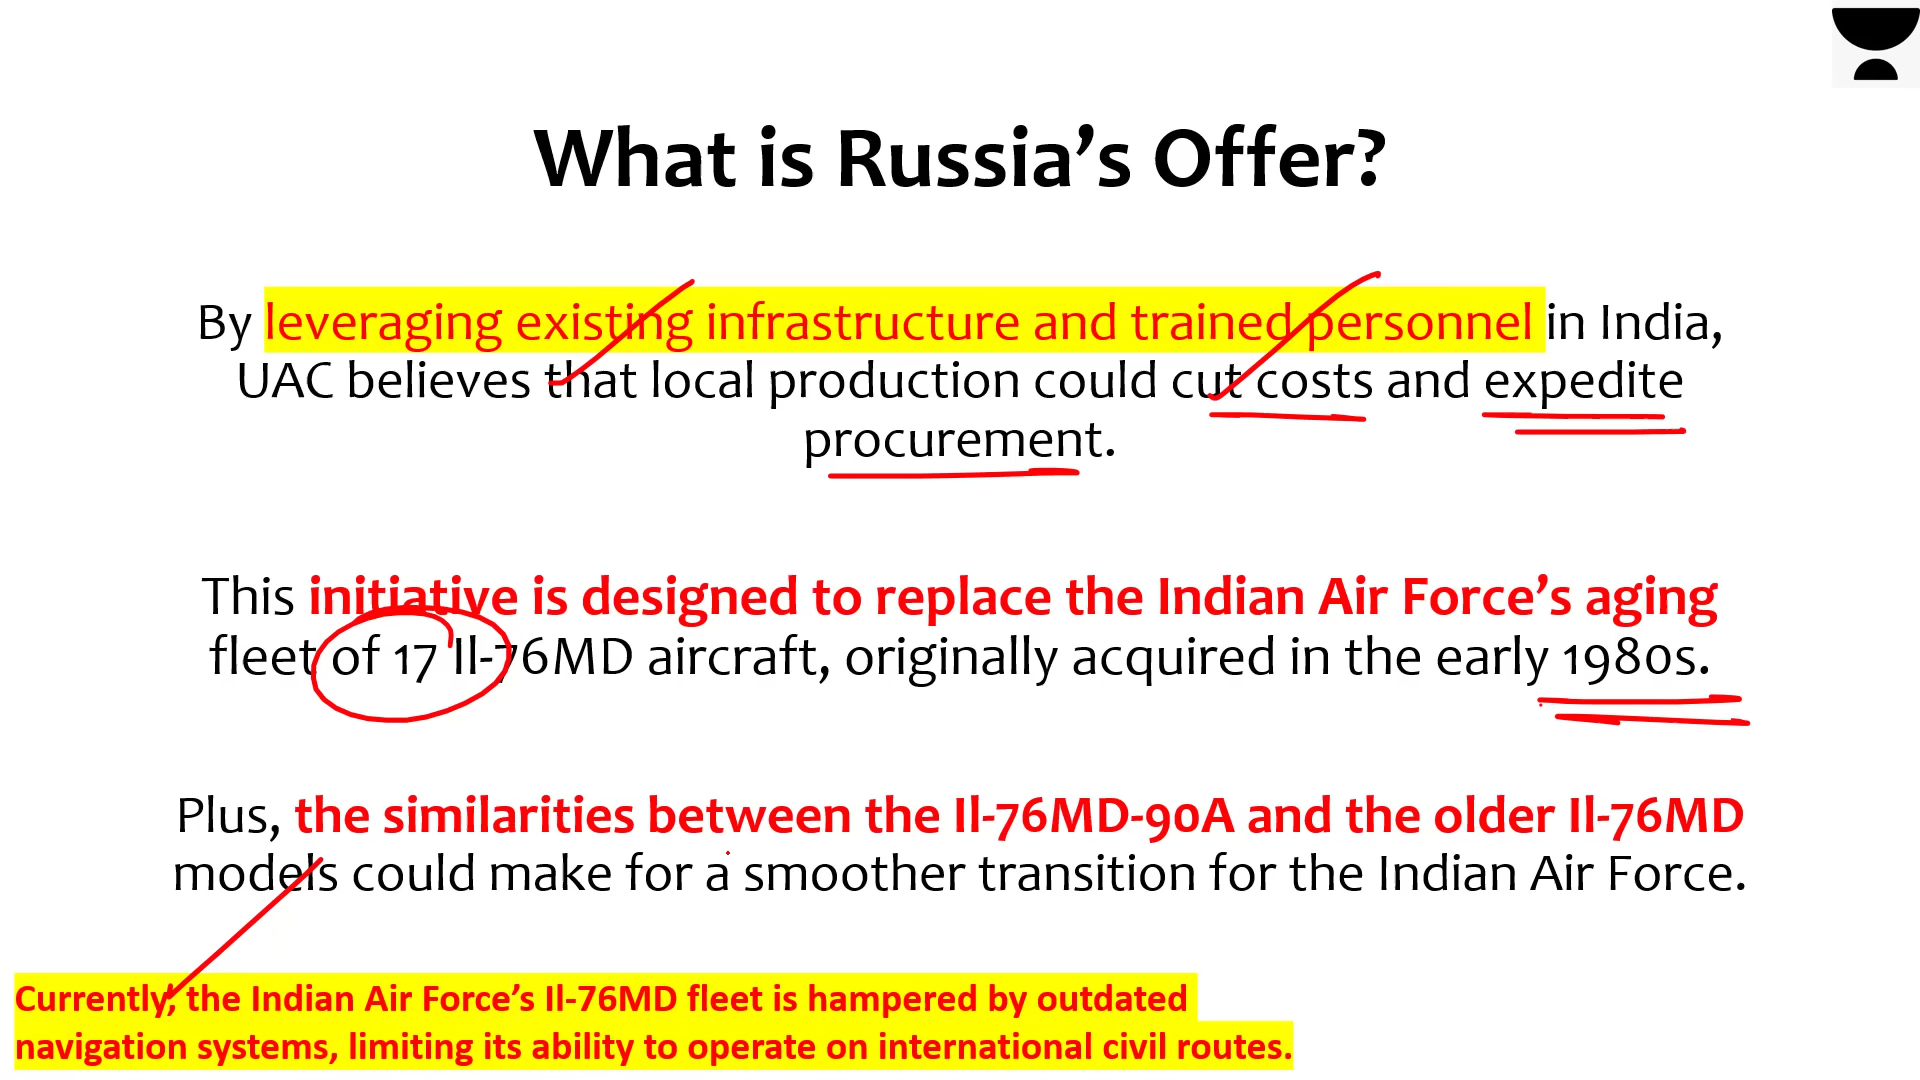 What is Russia’s Offer?
By leveraging existing infrastructure and trained personnel in India,
UAC believes that local production could cut costs and expedite
procurement.
This initiative is designed to replace the Indian Air Force’s aging
fleet of 17 Il-76MD aircraft, originally acquired in the early 1980s.
Plus, the similarities between the Il-76MD-90A and the older Il-76MD
models could make for a smoother transition for the Indian Air Force.
Currently, the Indian Air Force’s Il-76MD fleet is hampered by outdated
navigation systems, limiting its ability to operate on international civil routes.